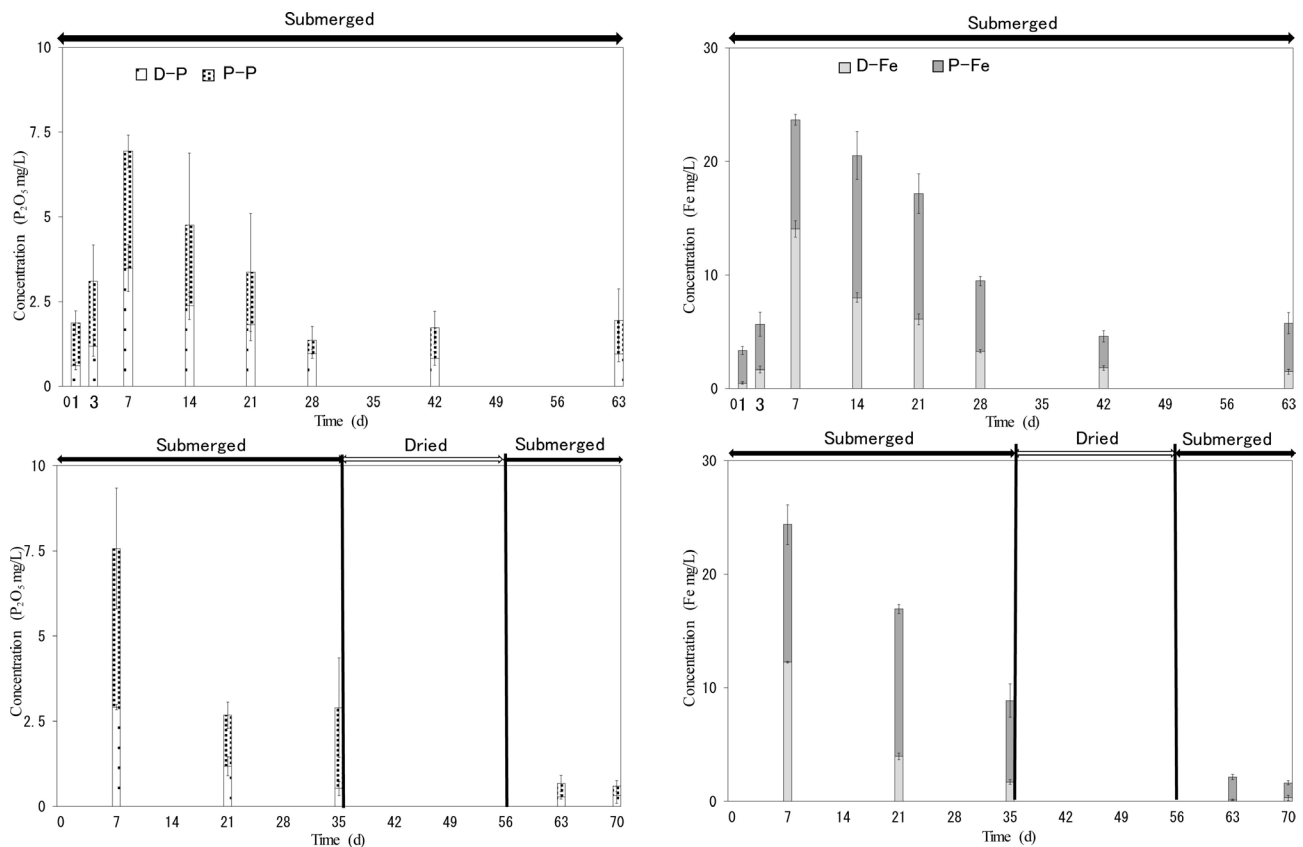 Submerged
10
7.5
5
2.5
0
Concentration (P₂O₅ mg/L)
D-P P-P
0 1 3 7 14 21 28 35 42 49 56 63
Time (d)
Submerged
30
20
10
0
Concentration (Fe mg/L)
D-Fe P-Fe
0 1 3 7 14 21 28 35 42 49 56 63
Time (d)
Submerged Dried Submerged
10
7.5
5
2.5
0
Concentration (P₂O₅ mg/L)
0 7 14 21 28 35 42 49 56 63 70
Time (d)
Submerged Dried Submerged
30
20
10
0
Concentration (Fe mg/L)
0 7 14 21 28 35 42 49 56 63 70
Time (d)